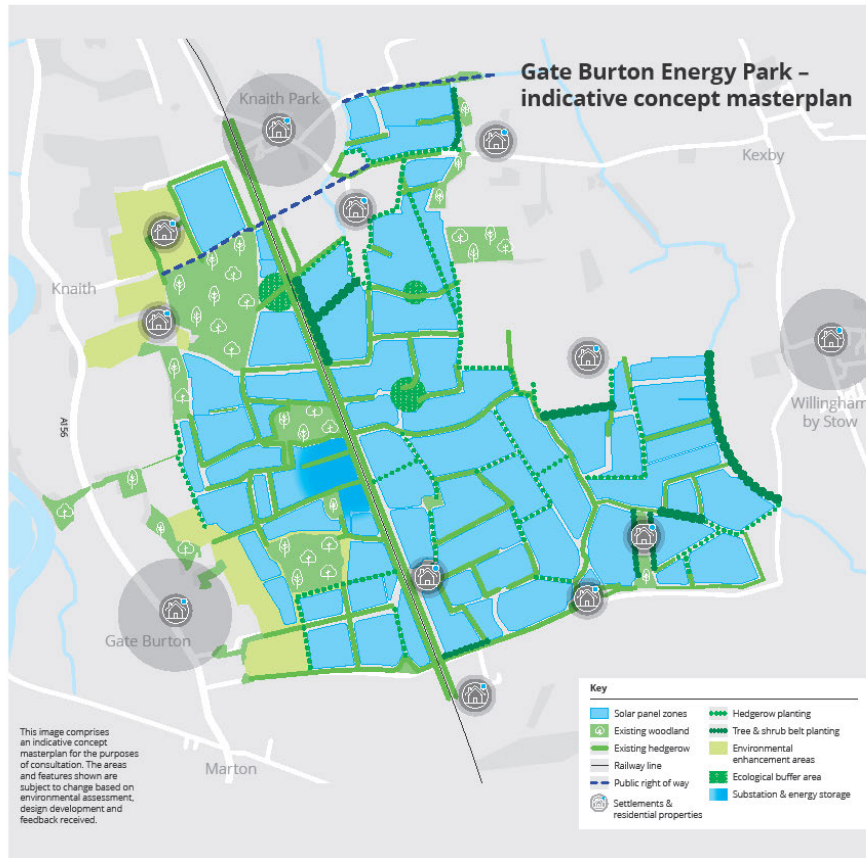 Gate Burton Energy Park –
indicative concept masterplan
Knaith Park
Kexby
Knaith
Willingham
by Stow
A156
Gate Burton
Marton
This image comprises
an indicative concept
masterplan for the purposes
of consultation. The areas
and features shown are
subject to change based on
environmental assessment,
design development and
feedback received.
Key
Solar panel zones
Existing woodland
Existing hedgerow
Railway line
Public right of way
Settlements &
residential properties
Hedgerow planting
Tree & shrub belt planting
Environmental
enhancement areas
Ecological buffer area
Substation & energy storage